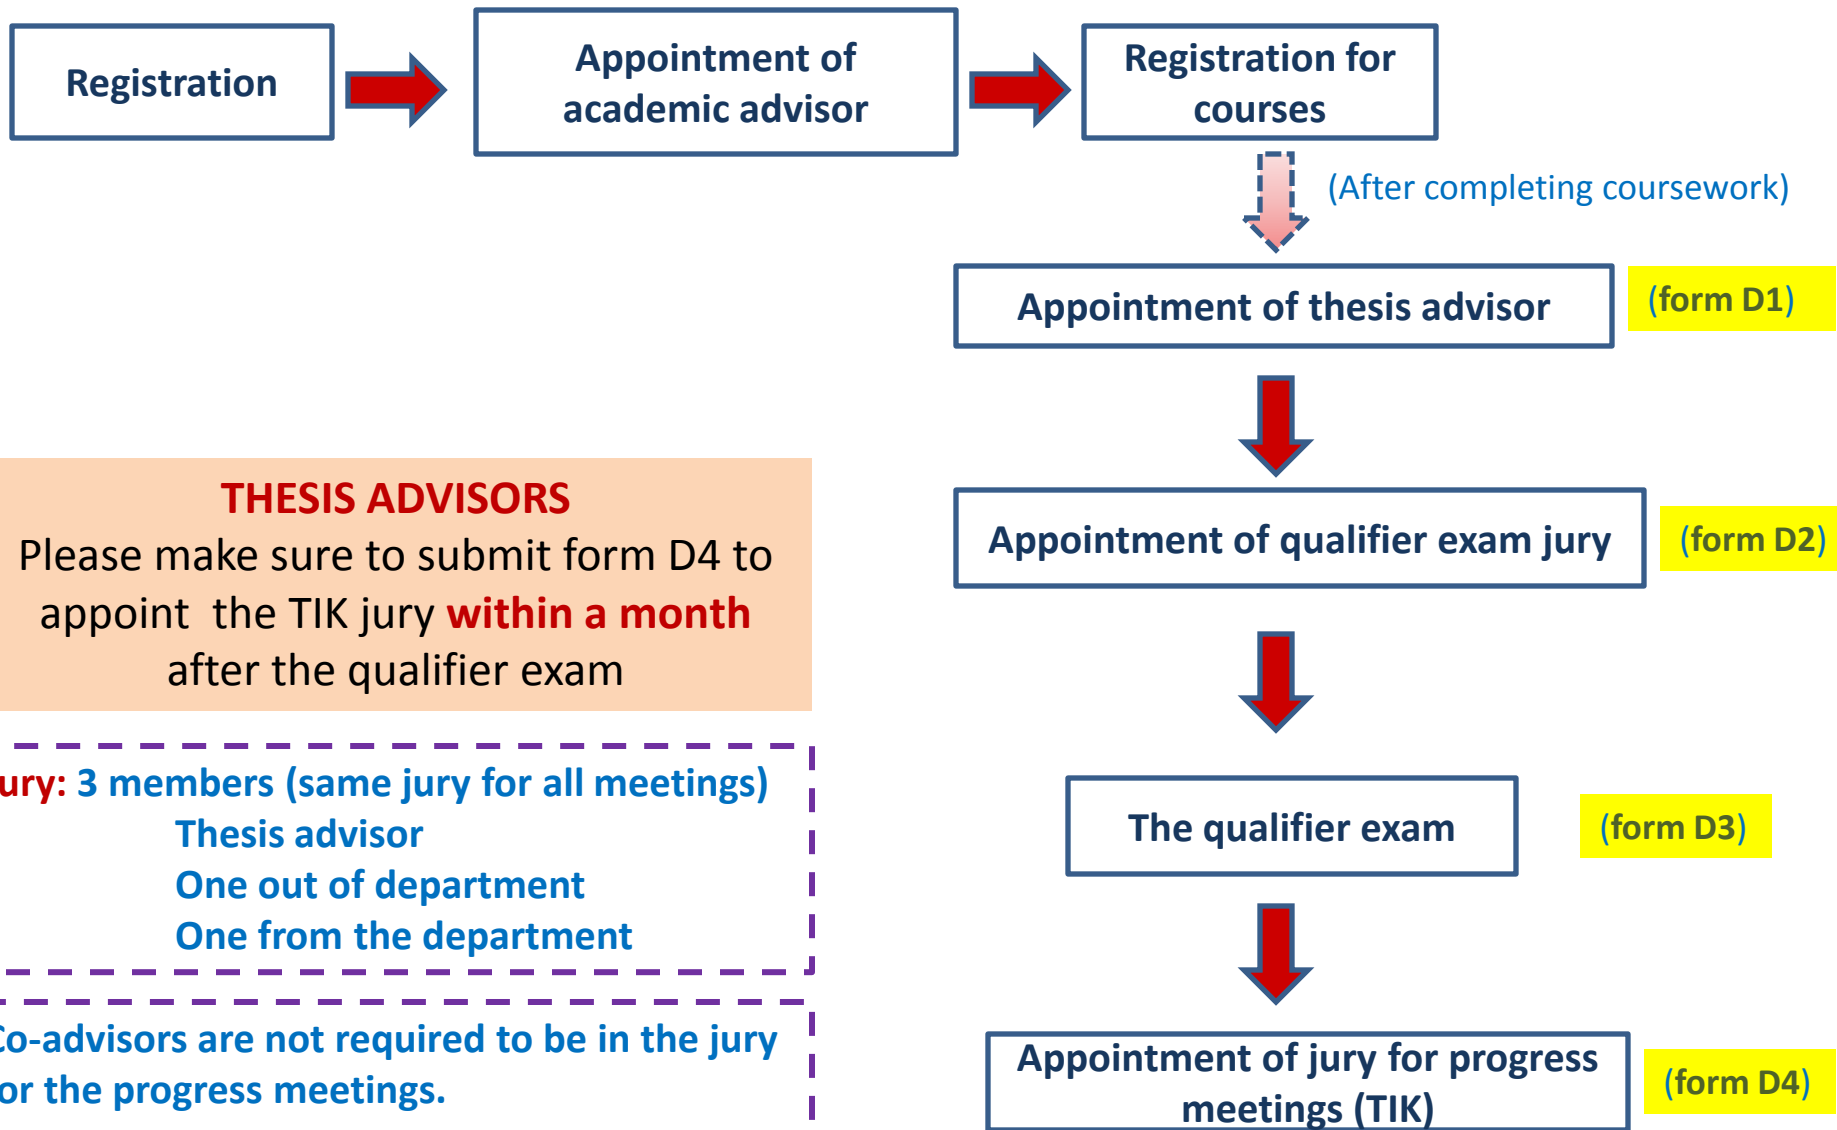 Registration
Appointment of
academic advisor
Registration for
courses
(After completing coursework)
Appointment of thesis advisor
(form D1)
Appointment of qualifier exam jury
(form D2)
The qualifier exam
(form D3)
Appointment of jury for progress
meetings (TIK)
(form D4)
THESIS ADVISORS
Please make sure to submit form D4 to
appoint the TIK jury within a month
after the qualifier exam
ury: 3 members (same jury for all meetings)
Thesis advisor
One out of department
One from the department
Co-advisors are not required to be in the jury
or the progress meetings.